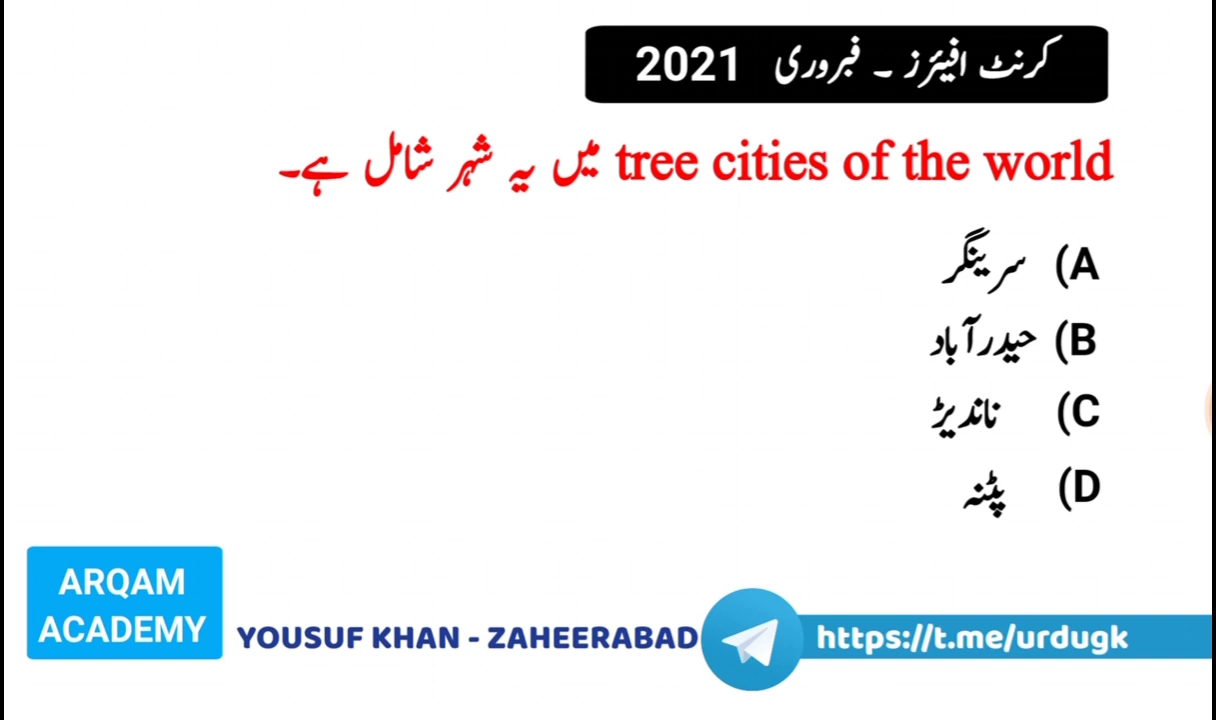 کرنٹ افیئرز ۔ فبروری 2021
tree cities of the world میں یہ شہر شامل ہے۔
A) سرینگر
B) حیدرآباد
C) ناندیڑ
D) پٹنہ
ARQAM
ACADEMY
YOUSUF KHAN - ZAHEERABAD
https://t.me/urdugk